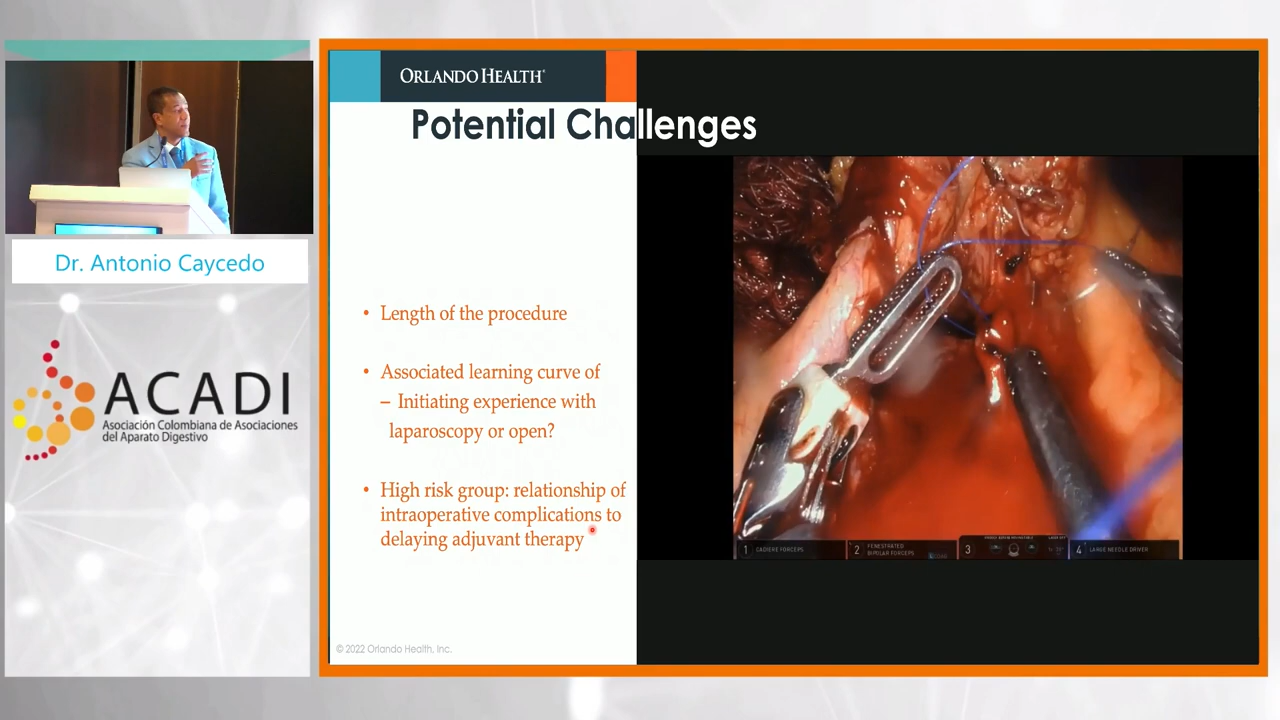 ORLANDO HEALTH®
Potential Challenges
Dr. Antonio Caycedo
• Length of the procedure
• Associated learning curve of
– Initiating experience with
laparoscopy or open?
• High risk group: relationship of
intraoperative complications to
delaying adjuvant therapy
ACADI
Asociación Colombiana de Asociaciones
del Aparato Digestivo
1 CADIERE FORCEPS
2 FENESTRATED
BIPOLAR FORCEPS
3
4 LARGE NEEDLE DRIVER
© 2022 Orlando Health, Inc.